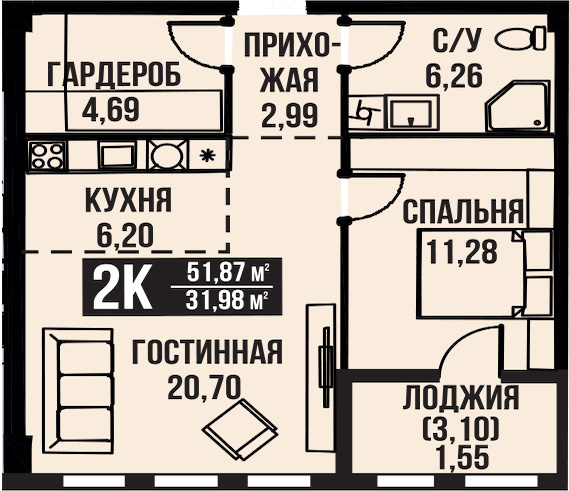 ПРИХО-
ЖАЯ
2,99
С/У
6,26
ГАРДЕРОБ
4,69
КУХНЯ
6,20
СПАЛЬНЯ
11,28
2К
51,87 м²
31,98 м²
ГОСТИННАЯ
20,70
ЛОДЖИЯ
(3,10)
1,55